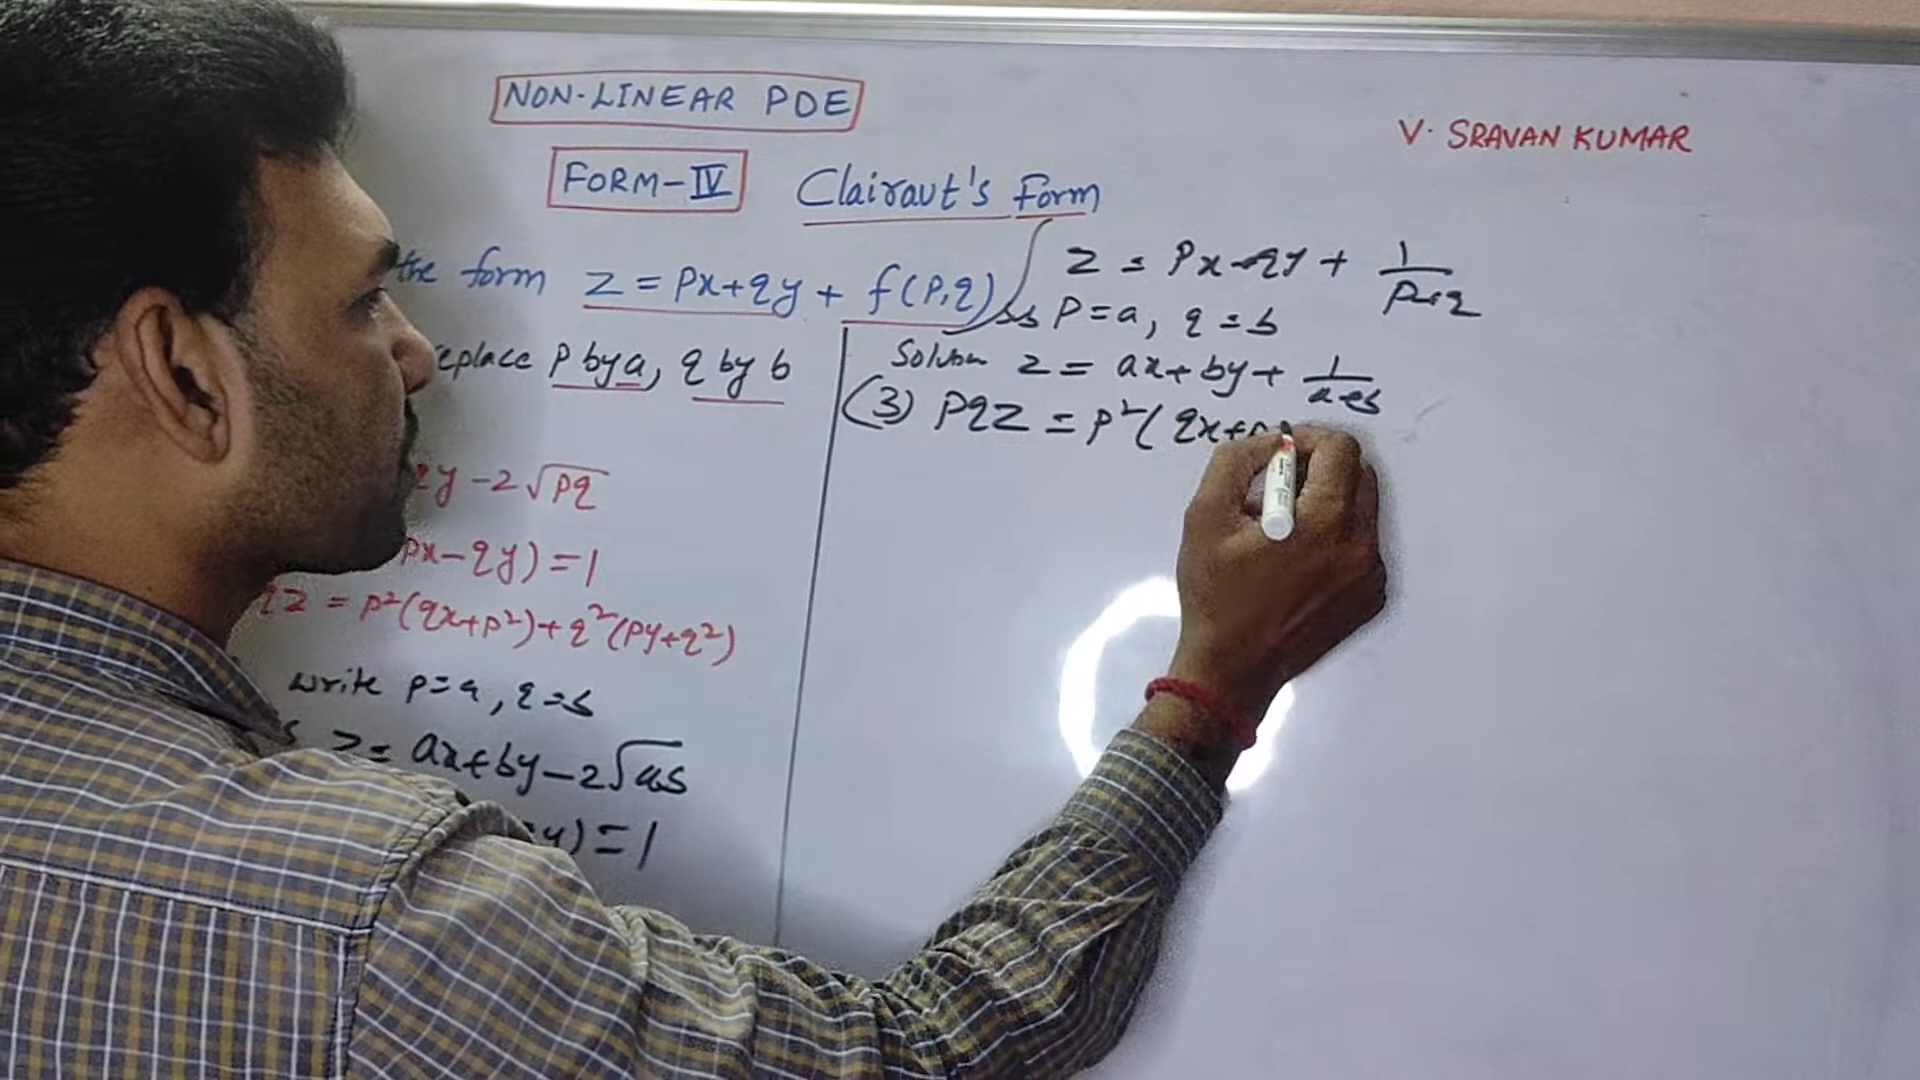 NON-LINEAR PDE
V. SRAVAN KUMAR
FORM-IV Clairaut's Form
the form z = px+qy + f(p,q)
replace p by a, q by b
qy - 2√pq
px-qy) = 1
qz = p²(qx+p²)+q²(py+q²)
write p=a, q=b
z = ax+by-2√ab
y) = 1
z = px+qy + 1/p+q
p=a, q=b
Solution z = ax+by+ 1/a+b
(3) pqz = p²(qx+p